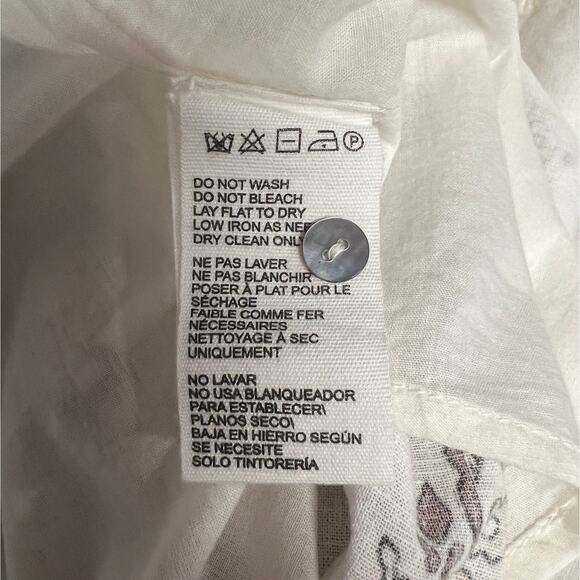 P
DO NOT WASH
DO NOT BLEACH
LAY FLAT TO DRY
LOW IRON AS
DRY CLEAN ONLY
NE PAS LAVER
NE PAS BLANCHIR
POSER À PLAT POUR LE
SÉCHAGE
FAIBLE COMME FER
NÉCESSAIRES
NETTOYAGE À SEC
UNIQUEMENT
NO LAVAR
NO USA BLANQUEADOR
PARA ESTABLECER\
PLANOS SECO\
BAJA EN HIERRO SEGÚN
SE NECESITE
SOLO TINTORERÍA